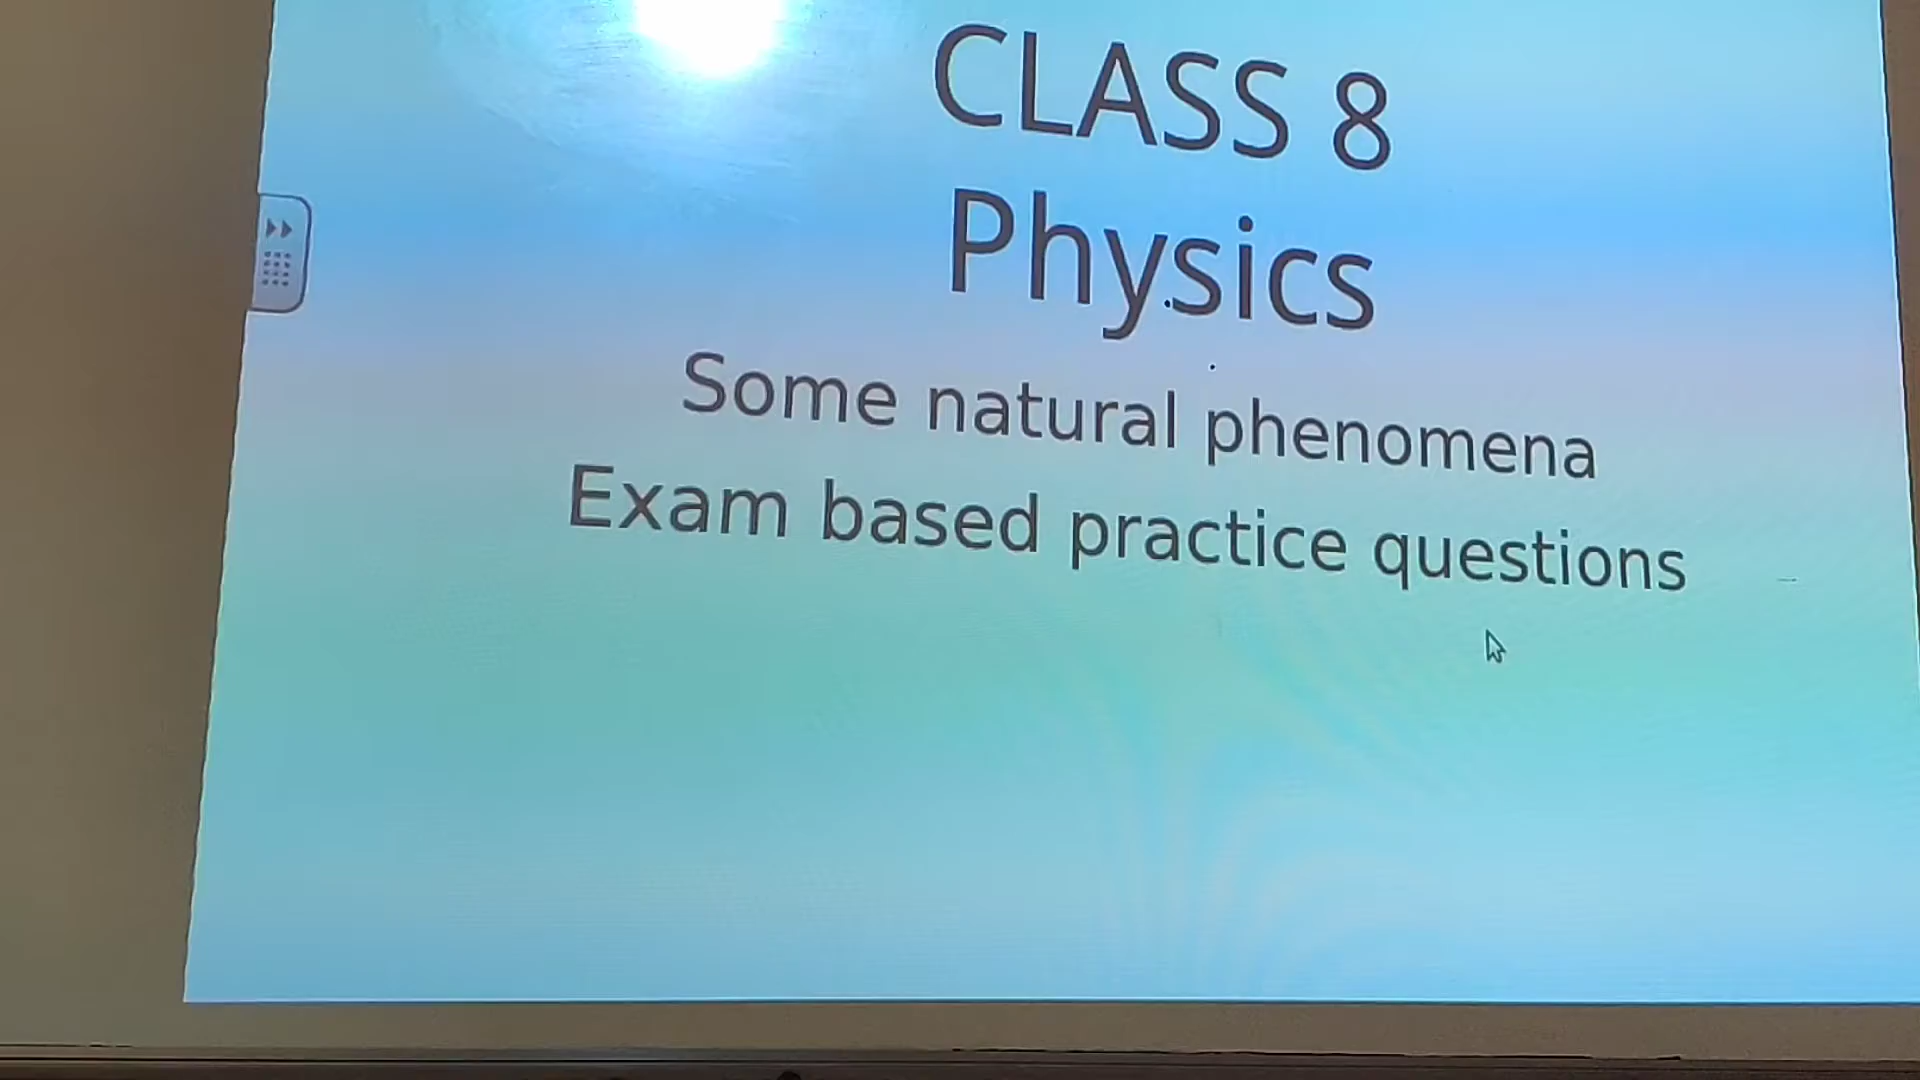 CLASS 8
Physics
Some natural phenomena
Exam based practice questions